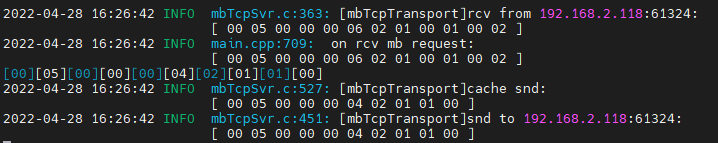 2022-04-28 16:26:42 INFO  mbTcpSvr.c:363: [mbTcpTransport]rcv from 192.168.2.118:61324:
[ 00 05 00 00 00 06 02 01 00 01 00 02 ]
2022-04-28 16:26:42 INFO  main.cpp:709:  on rcv mb request:
[ 00 05 00 00 00 06 02 01 00 01 00 02 ]
[00][05][00][00][00][04][02][01][01][00]
2022-04-28 16:26:42 INFO  mbTcpSvr.c:527: [mbTcpTransport]cache snd:
[ 00 05 00 00 00 04 02 01 01 00 ]
2022-04-28 16:26:42 INFO  mbTcpSvr.c:451: [mbTcpTransport]snd to 192.168.2.118:61324:
[ 00 05 00 00 00 04 02 01 01 00 ]